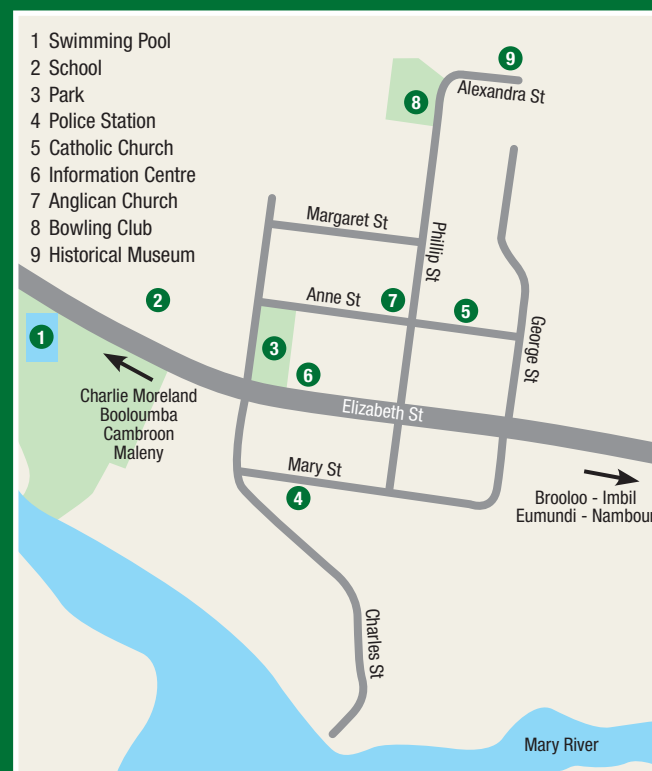 1 Swimming Pool
2 School
3 Park
4 Police Station
5 Catholic Church
6 Information Centre
7 Anglican Church
8 Bowling Club
9 Historical Museum
9
Alexandra St
8
Margaret St
Phillip St
2
Anne St
7
5
George St
1
3
6
Charlie Moreland
Booloumba
Cambroon
Maleny
Elizabeth St
Mary St
4
Brooloo - Imbil
Eumundi - Nambour
Charles St
Mary River